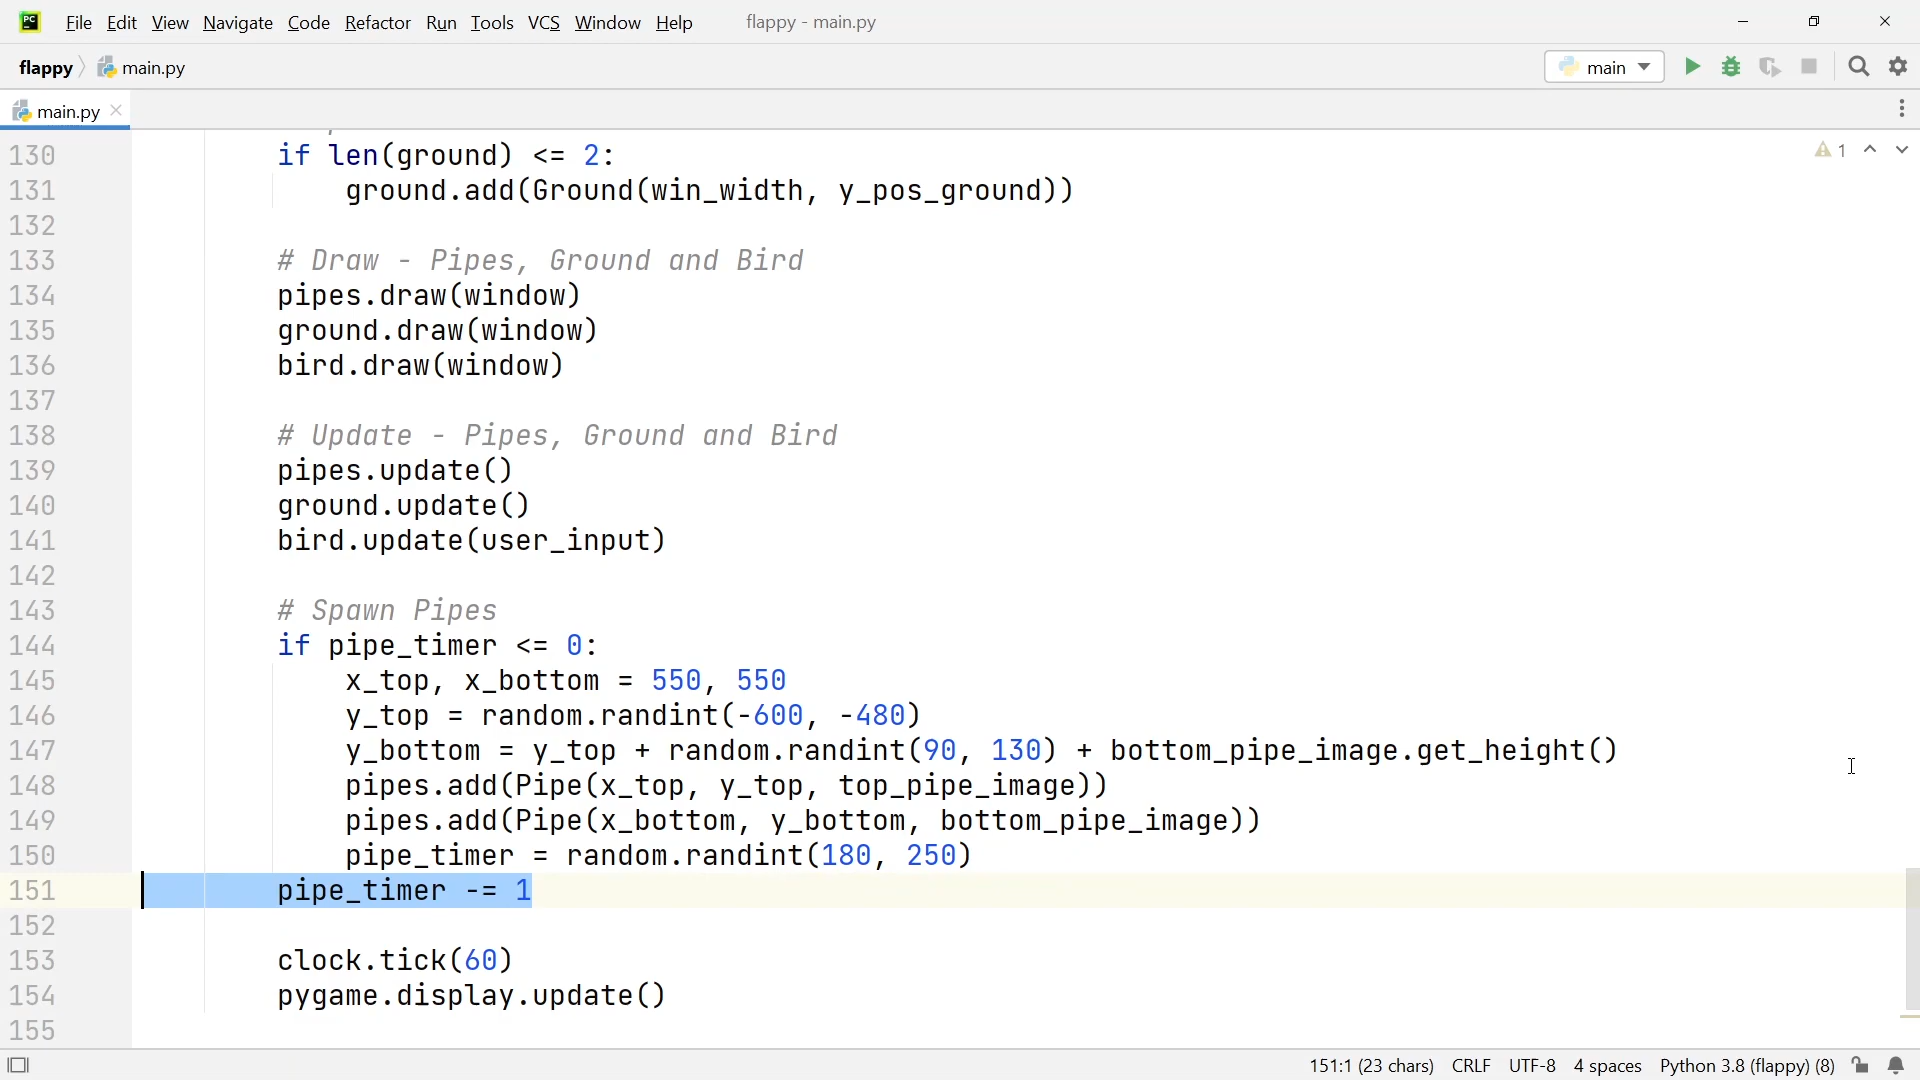 PC File Edit View Navigate Code Refactor Run Tools VCS Window Help flappy - main.py
flappy main.py main
main.py
130 if len(ground) <= 2: 1
131 ground.add(Ground(win_width, y_pos_ground))
132
133 # Draw - Pipes, Ground and Bird
134 pipes.draw(window)
135 ground.draw(window)
136 bird.draw(window)
137
138 # Update - Pipes, Ground and Bird
139 pipes.update()
140 ground.update()
141 bird.update(user_input)
142
143 # Spawn Pipes
144 if pipe_timer <= 0:
145 x_top, x_bottom = 550, 550
146 y_top = random.randint(-600, -480)
147 y_bottom = y_top + random.randint(90, 130) + bottom_pipe_image.get_height()
148 pipes.add(Pipe(x_top, y_top, top_pipe_image))
149 pipes.add(Pipe(x_bottom, y_bottom, bottom_pipe_image))
150 pipe_timer = random.randint(180, 250)
151 pipe_timer -= 1
152
153 clock.tick(60)
154 pygame.display.update()
155
151:1 (23 chars) CRLF UTF-8 4 spaces Python 3.8 (flappy) (8)